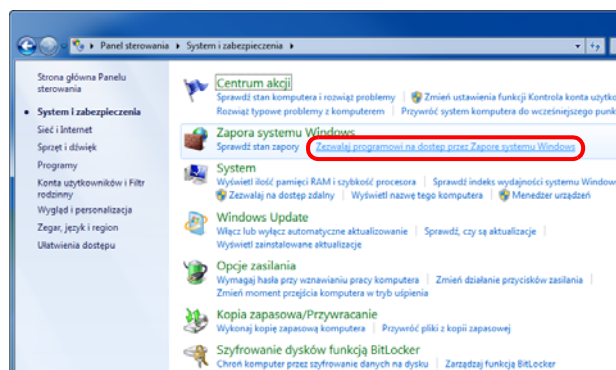 Panel sterowania ▸ System i zabezpieczenia ▸
Strona główna Panelu
sterowania
System i zabezpieczenia
Sieć i Internet
Sprzęt i dźwięk
Programy
Konta użytkowników i Filtr
rodzinny
Wygląd i personalizacja
Zegar, język i region
Ułatwienia dostępu
Centrum akcji
Sprawdź stan komputera i rozwiąż problemy | Zmień ustawienia funkcji Kontrola konta użytko
Rozwiąż typowe problemy z komputerem | Przywróć system komputera do wcześniejszego punk
Zapora systemu Windows
Sprawdź stan zapory Zezwalaj programowi na dostęp przez Zaporę systemu Windows
System
Wyświetl ilość pamięci RAM i szybkość procesora | Sprawdź indeks wydajności systemu Window
Zezwalaj na dostęp zdalny | Wyświetl nazwę tego komputera | Menedżer urządzeń
Windows Update
Włącz lub wyłącz automatyczne aktualizowanie | Sprawdź, czy są aktualizacje |
Wyświetl zainstalowane aktualizacje
Opcje zasilania
Wymagaj hasła przy wznawianiu pracy komputera | Zmień działanie przycisków zasilania |
Zmień moment przejścia komputera w tryb uśpienia
Kopia zapasowa/Przywracanie
Wykonaj kopię zapasową komputera | Przywróć pliki z kopii zapasowej
Szyfrowanie dysków funkcją BitLocker
Chroń komputer przez szyfrowanie danych na dysku | Zarządzaj funkcją BitLocker